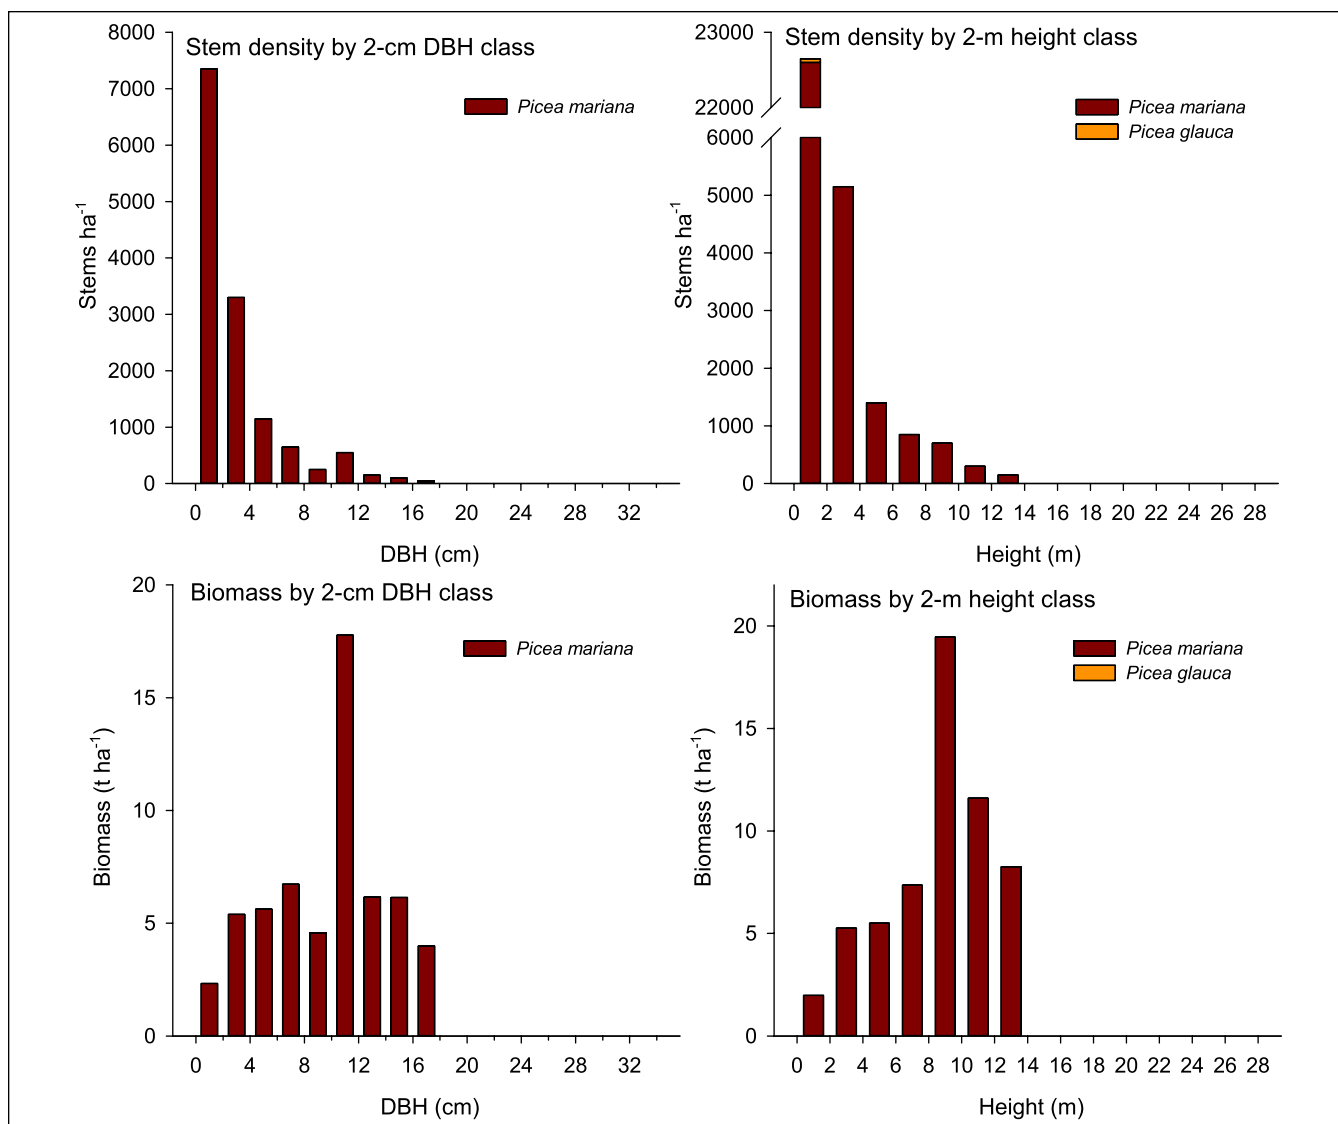 Stem density by 2-cm DBH class
Picea mariana
8000
7000
6000
5000
4000
3000
2000
1000
0
Stems ha-1
0 4 8 12 16 20 24 28 32
DBH (cm)
Stem density by 2-m height class
Picea mariana
Picea glauca
23000
22000
6000
5000
4000
3000
2000
1000
0
Stems ha-1
0 2 4 6 8 10 12 14 16 18 20 22 24 26 28
Height (m)
Biomass by 2-cm DBH class
Picea mariana
20
15
10
5
0
Biomass (t ha-1)
0 4 8 12 16 20 24 28 32
DBH (cm)
Biomass by 2-m height class
Picea mariana
Picea glauca
20
15
10
5
0
Biomass (t ha-1)
0 2 4 6 8 10 12 14 16 18 20 22 24 26 28
Height (m)